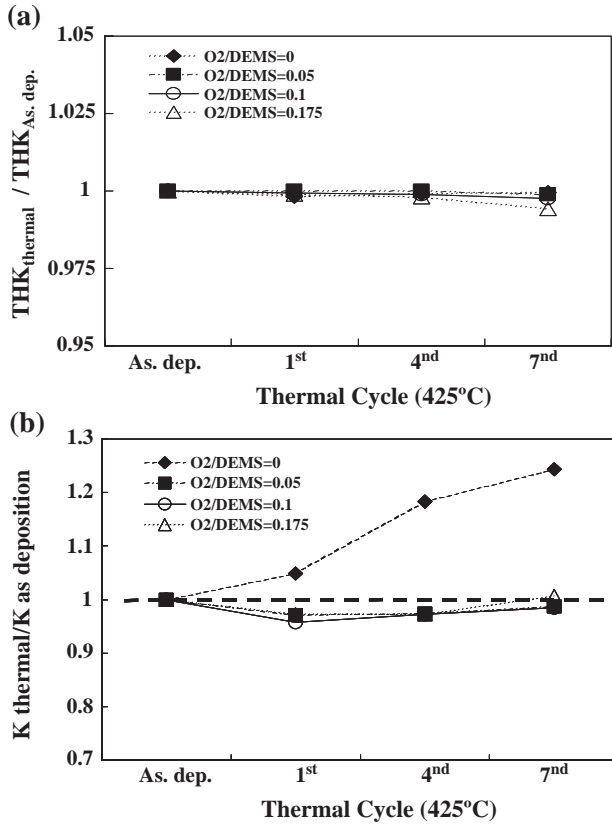 (a)
1.05
1.025
1
0.975
0.95
THK_thermal / THK_As. dep.
O2/DEMS=0
O2/DEMS=0.05
O2/DEMS=0.1
O2/DEMS=0.175
As. dep. 1st 4nd 7nd
Thermal Cycle (425ºC)
(b)
1.3
1.2
1.1
1
0.9
0.8
0.7
K thermal/K as deposition
O2/DEMS=0
O2/DEMS=0.05
O2/DEMS=0.1
O2/DEMS=0.175
As. dep. 1st 4nd 7nd
Thermal Cycle (425ºC)